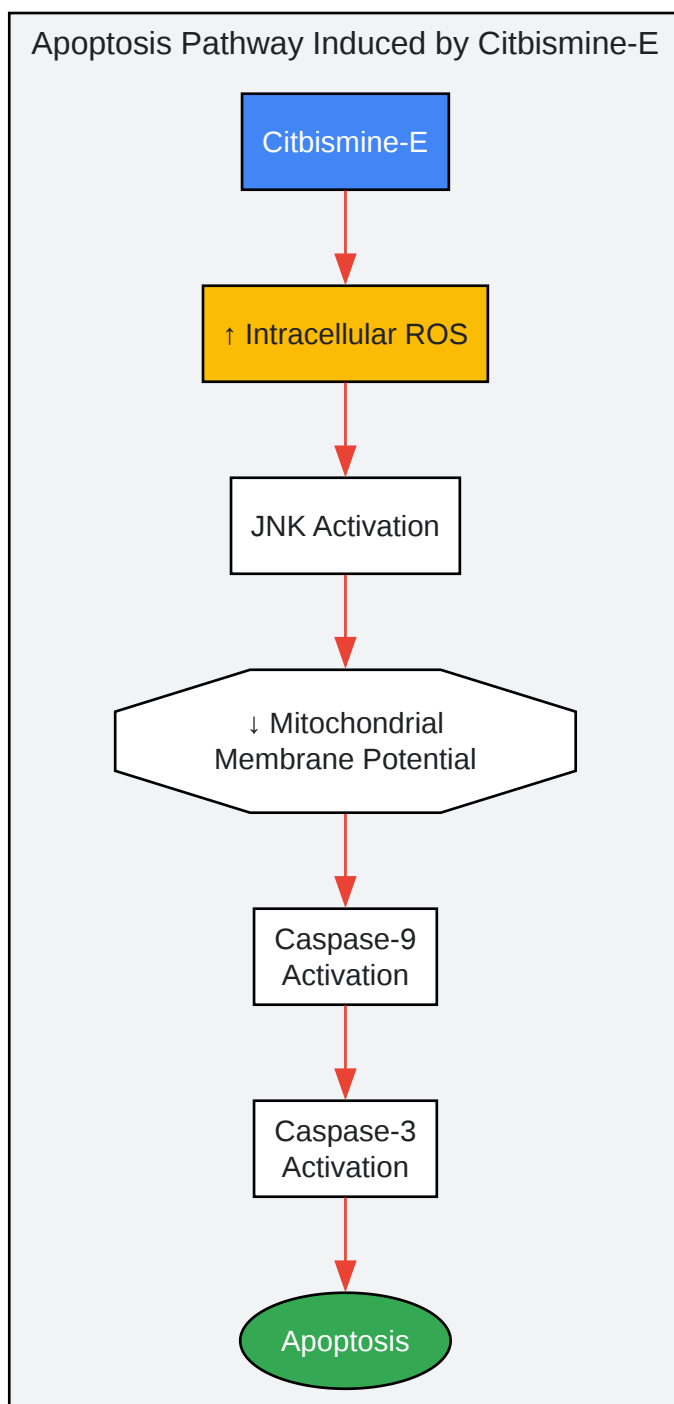 Apoptosis Pathway Induced by Citbismine-E
Citbismine-E
↑ Intracellular ROS
JNK Activation
↓ Mitochondrial
Membrane Potential
Caspase-9
Activation
Caspase-3
Activation
Apoptosis